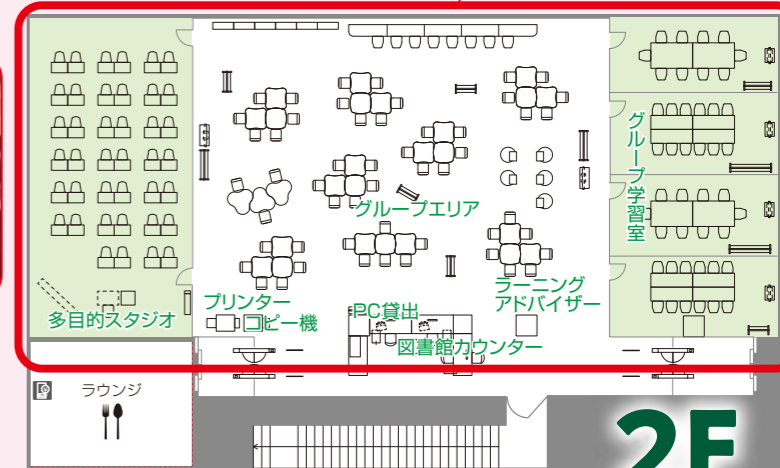 グループ学習室
グループエリア
ラーニング
アドバイザー
プリンター
コピー機
PC貸出
図書館カウンター
多目的スタジオ
ラウンジ
2F